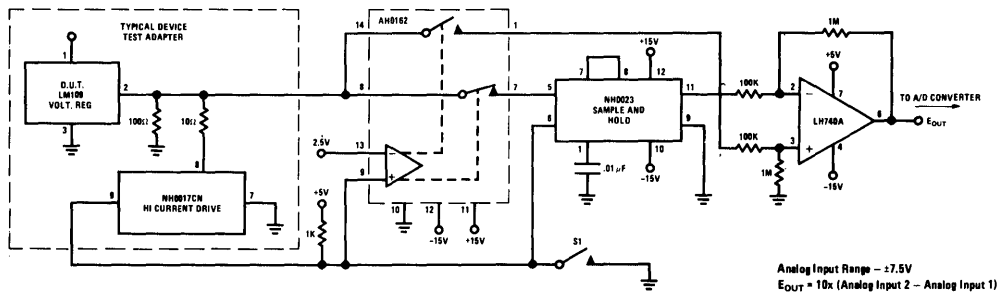 TYPICAL DEVICE
TEST ADAPTER
1
D.U.T.
LM109
VOLT. REG
2
3
100Ω
10Ω
8
NH0017CN
HI CURRENT DRIVE
9
7
+5V
1K
AH0162
14
1
8
7
2.5V
13
9
10
12
11
-15V
+15V
S1
+15V
7
8
12
5
NH0023
SAMPLE AND
HOLD
11
6
9
1
10
.01 µF
-15V
1M
100K
+5V
2
7
LH740A
6
100K
3
4
1M
-15V
TO A/D CONVERTER
EOUT
Analog Input Range – ±7.5V
EOUT = 10x (Analog Input 2 – Analog Input 1)